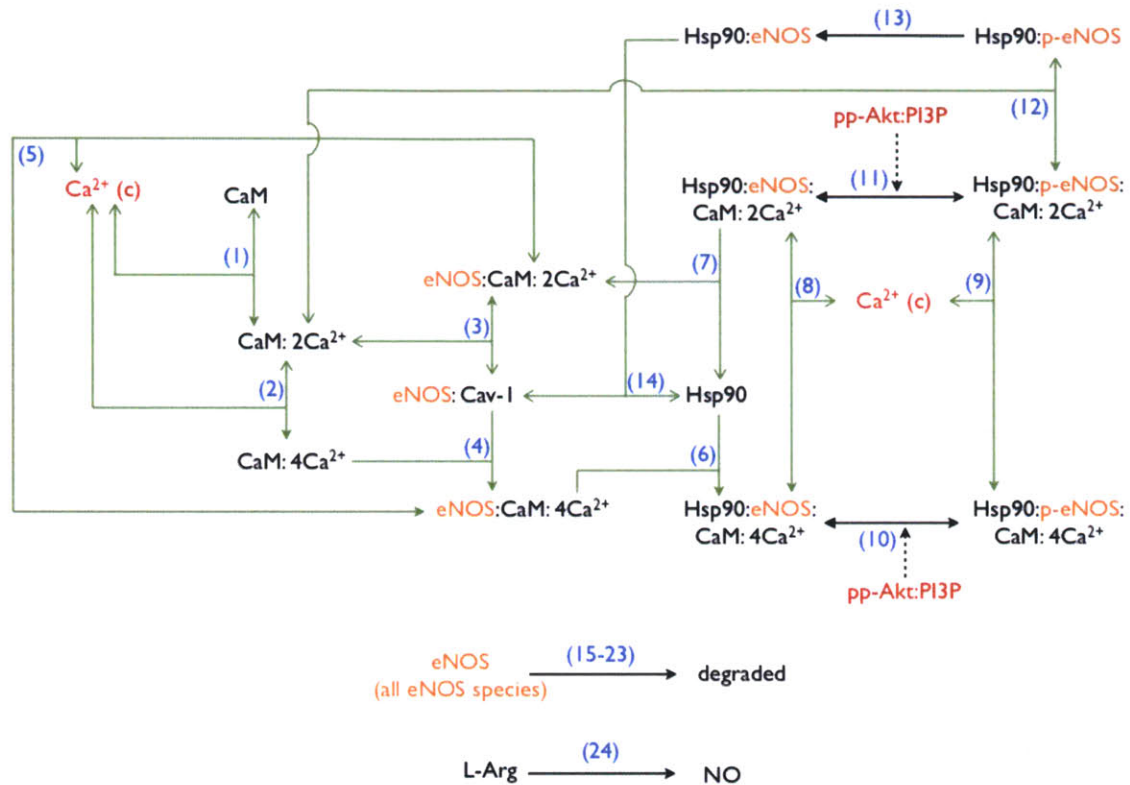 Hsp90:eNOS
(13)
Hsp90:p-eNOS
(12)
pp-Akt:PI3P
(5)
Ca²⁺ (c)
CaM
Hsp90:eNOS:
CaM: 2Ca²⁺
(11)
Hsp90:p-eNOS:
CaM: 2Ca²⁺
(1)
eNOS:CaM: 2Ca²⁺
(7)
(8)
Ca²⁺ (c)
(9)
CaM: 2Ca²⁺
(3)
(2)
eNOS: Cav-1
(14)
Hsp90
CaM: 4Ca²⁺
(4)
(6)
eNOS:CaM: 4Ca²⁺
Hsp90:eNOS:
CaM: 4Ca²⁺
(10)
Hsp90:p-eNOS:
CaM: 4Ca²⁺
pp-Akt:PI3P
eNOS
(all eNOS species)
(15-23)
degraded
L-Arg
(24)
NO